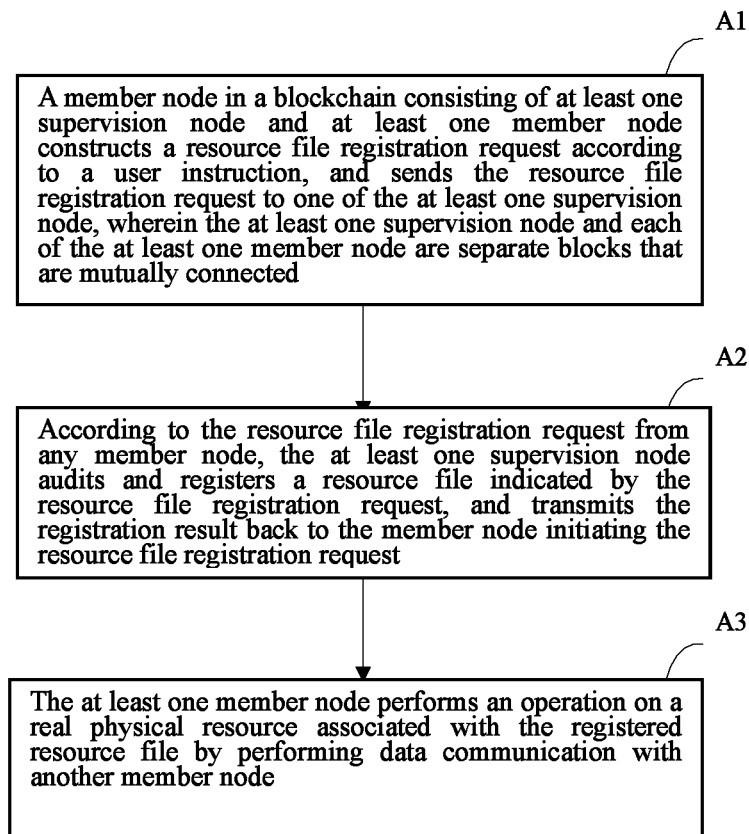 A1
A member node in a blockchain consisting of at least one
supervision node and at least one member node
constructs a resource file registration request according
to a user instruction, and sends the resource file
registration request to one of the at least one supervision
node, wherein the at least one supervision node and each
of the at least one member node are separate blocks that
are mutually connected
A2
According to the resource file registration request from
any member node, the at least one supervision node
audits and registers a resource file indicated by the
resource file registration request, and transmits the
registration result back to the member node initiating the
resource file registration request
A3
The at least one member node performs an operation on a
real physical resource associated with the registered
resource file by performing data communication with
another member node